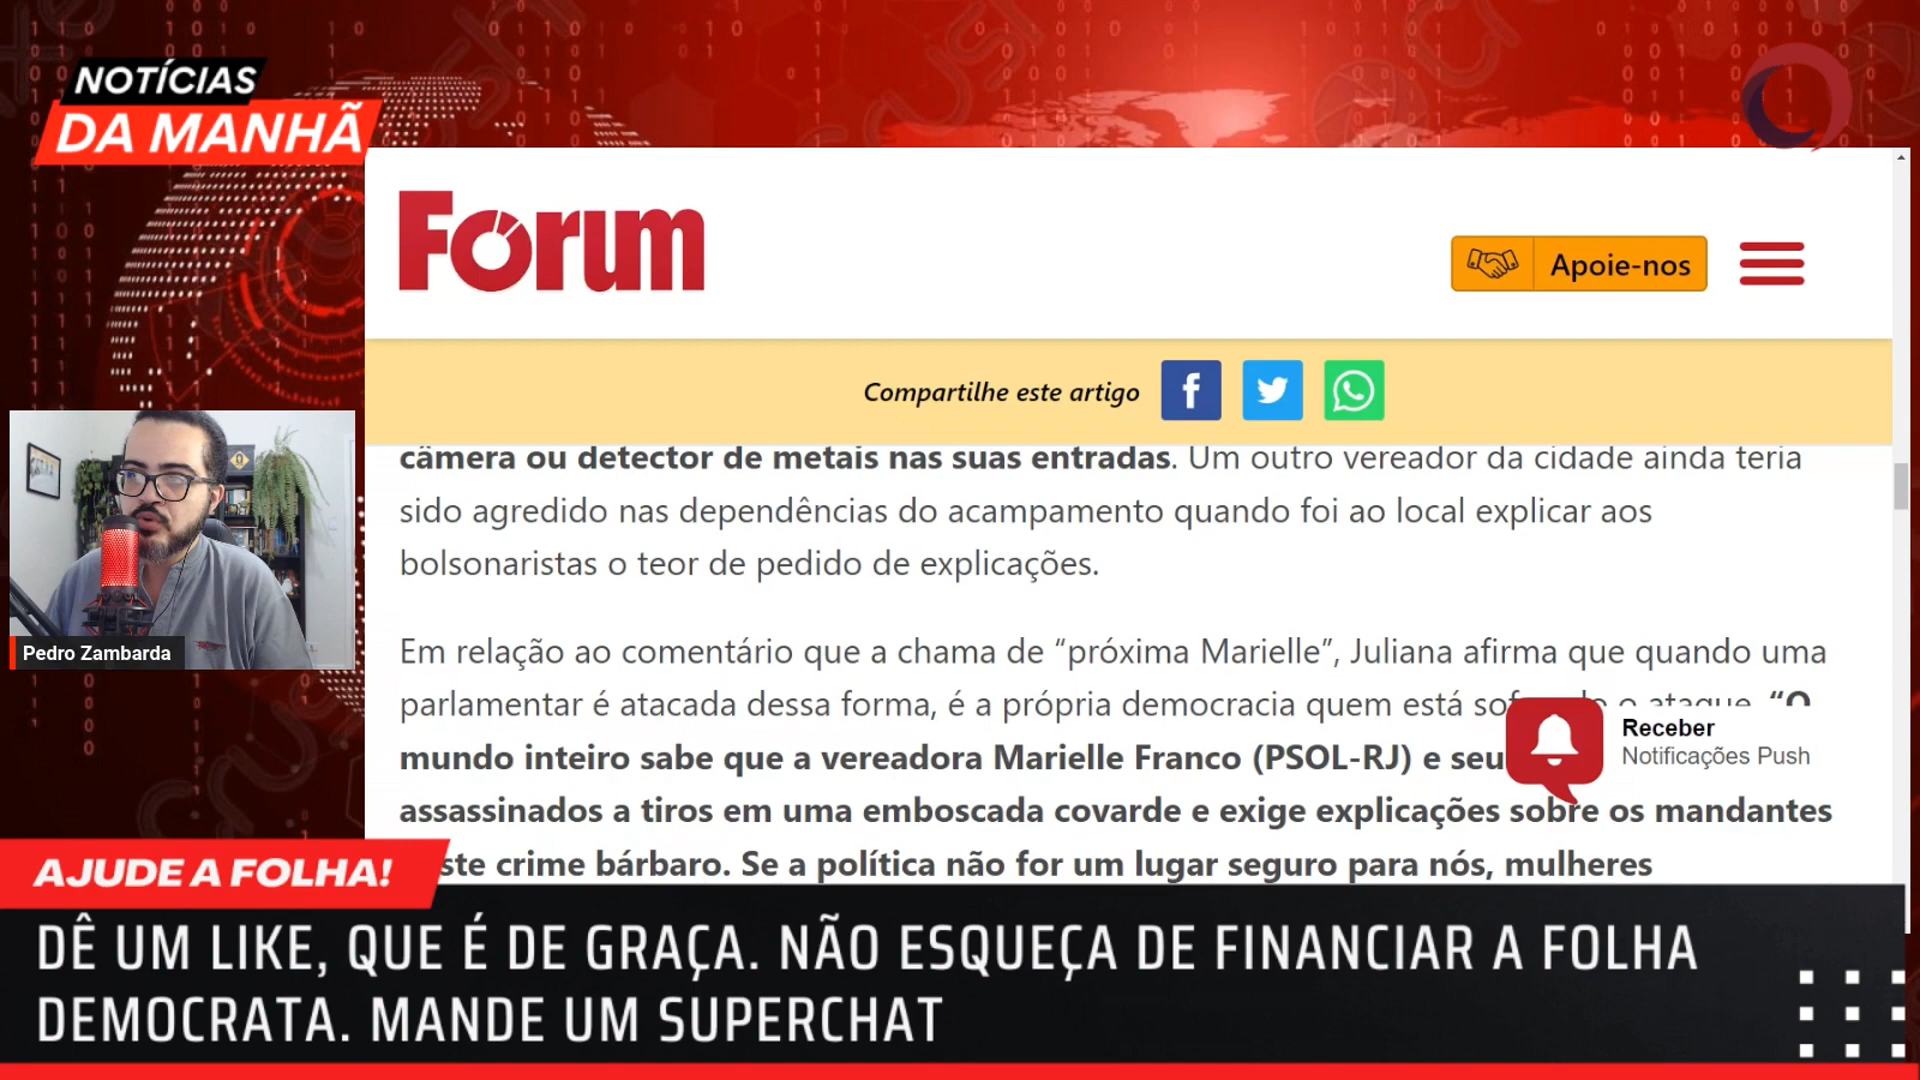 NOTÍCIAS
DA MANHÃ
Forum
Apoie-nos
Compartilhe este artigo
câmera ou detector de metais nas suas entradas. Um outro vereador da cidade ainda teria
sido agredido nas dependências do acampamento quando foi ao local explicar aos
bolsonaristas o teor de pedido de explicações.
Em relação ao comentário que a chama de “próxima Marielle”, Juliana afirma que quando uma
parlamentar é atacada dessa forma, é a própria democracia quem está o ataque. “O
mundo inteiro sabe que a vereadora Marielle Franco (PSOL-RJ) e seu
assassinados a tiros em uma emboscada covarde e exige explicações sobre os mandantes
crime bárbaro. Se a política não for um lugar seguro para nós, mulheres
Receber
Notificações Push
Pedro Zambarda
AJUDE A FOLHA!
DÊ UM LIKE, QUE É DE GRAÇA. NÃO ESQUEÇA DE FINANCIAR A FOLHA
DEMOCRATA. MANDE UM SUPERCHAT